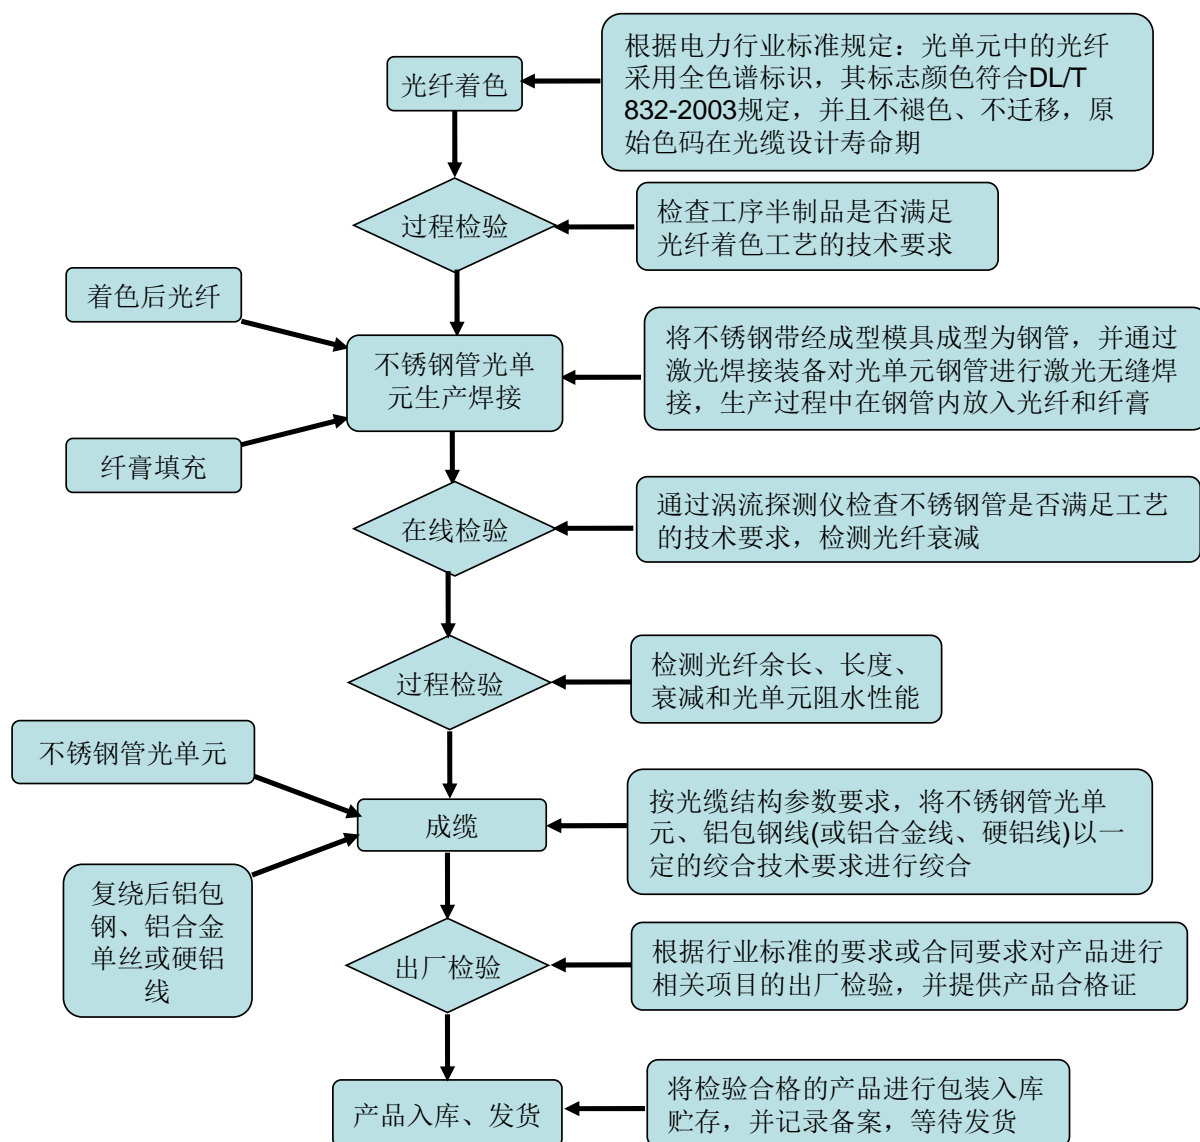 光纤着色
根据电力行业标准规定：光单元中的光纤
采用全色谱标识，其标志颜色符合DL/T
832-2003规定，并且不褪色、不迁移，原
始色码在光缆设计寿命期
过程检验
检查工序半制品是否满足
光纤着色工艺的技术要求
着色后光纤
不锈钢管光单
元生产焊接
将不锈钢带经成型模具成型为钢管，并通过
激光焊接装备对光单元钢管进行激光无缝焊
接，生产过程中在钢管内放入光纤和纤膏
纤膏填充
在线检验
通过涡流探测仪检查不锈钢管是否满足工艺
的技术要求，检测光纤衰减
过程检验
检测光纤余长、长度、
衰减和光单元阻水性能
不锈钢管光单元
成缆
按光缆结构参数要求，将不锈钢管光单
元、铝包钢线(或铝合金线、硬铝线)以一
定的绞合技术要求进行绞合
复绕后铝包
钢、铝合金
单丝或硬铝
线
出厂检验
根据行业标准的要求或合同要求对产品进行
相关项目的出厂检验，并提供产品合格证
产品入库、发货
将检验合格的产品进行包装入库
贮存，并记录备案，等待发货